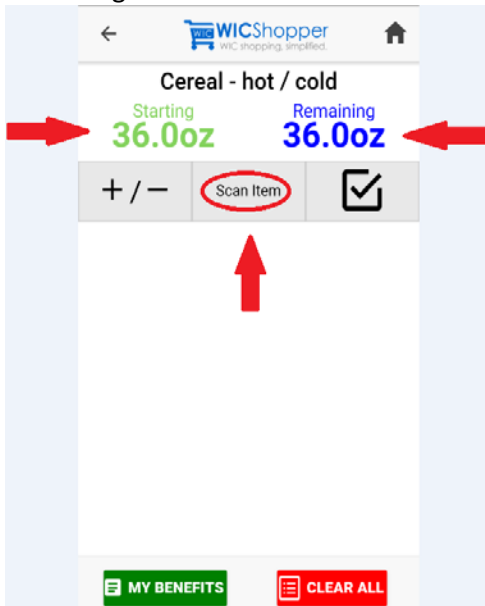 WICShopper
WIC shopping, simplified.
Cereal - hot / cold
Starting Remaining
36.0oz 36.0oz
+ / - Scan Item
MY BENEFITS CLEAR ALL